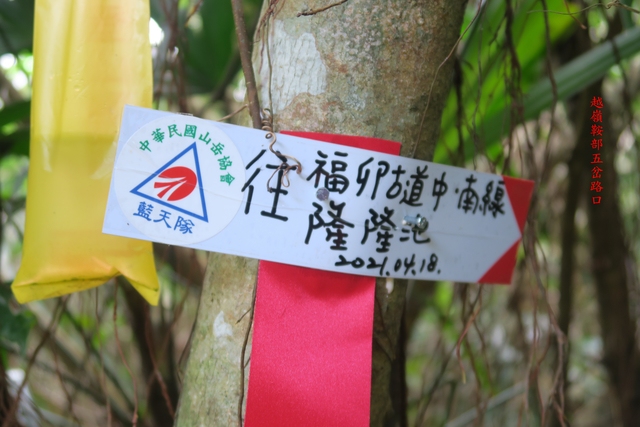 中華民國山岳協會
藍天隊
往 福卯古道中·南線
隆隆池
2021.04.18.
越嶺鞍部五岔路口